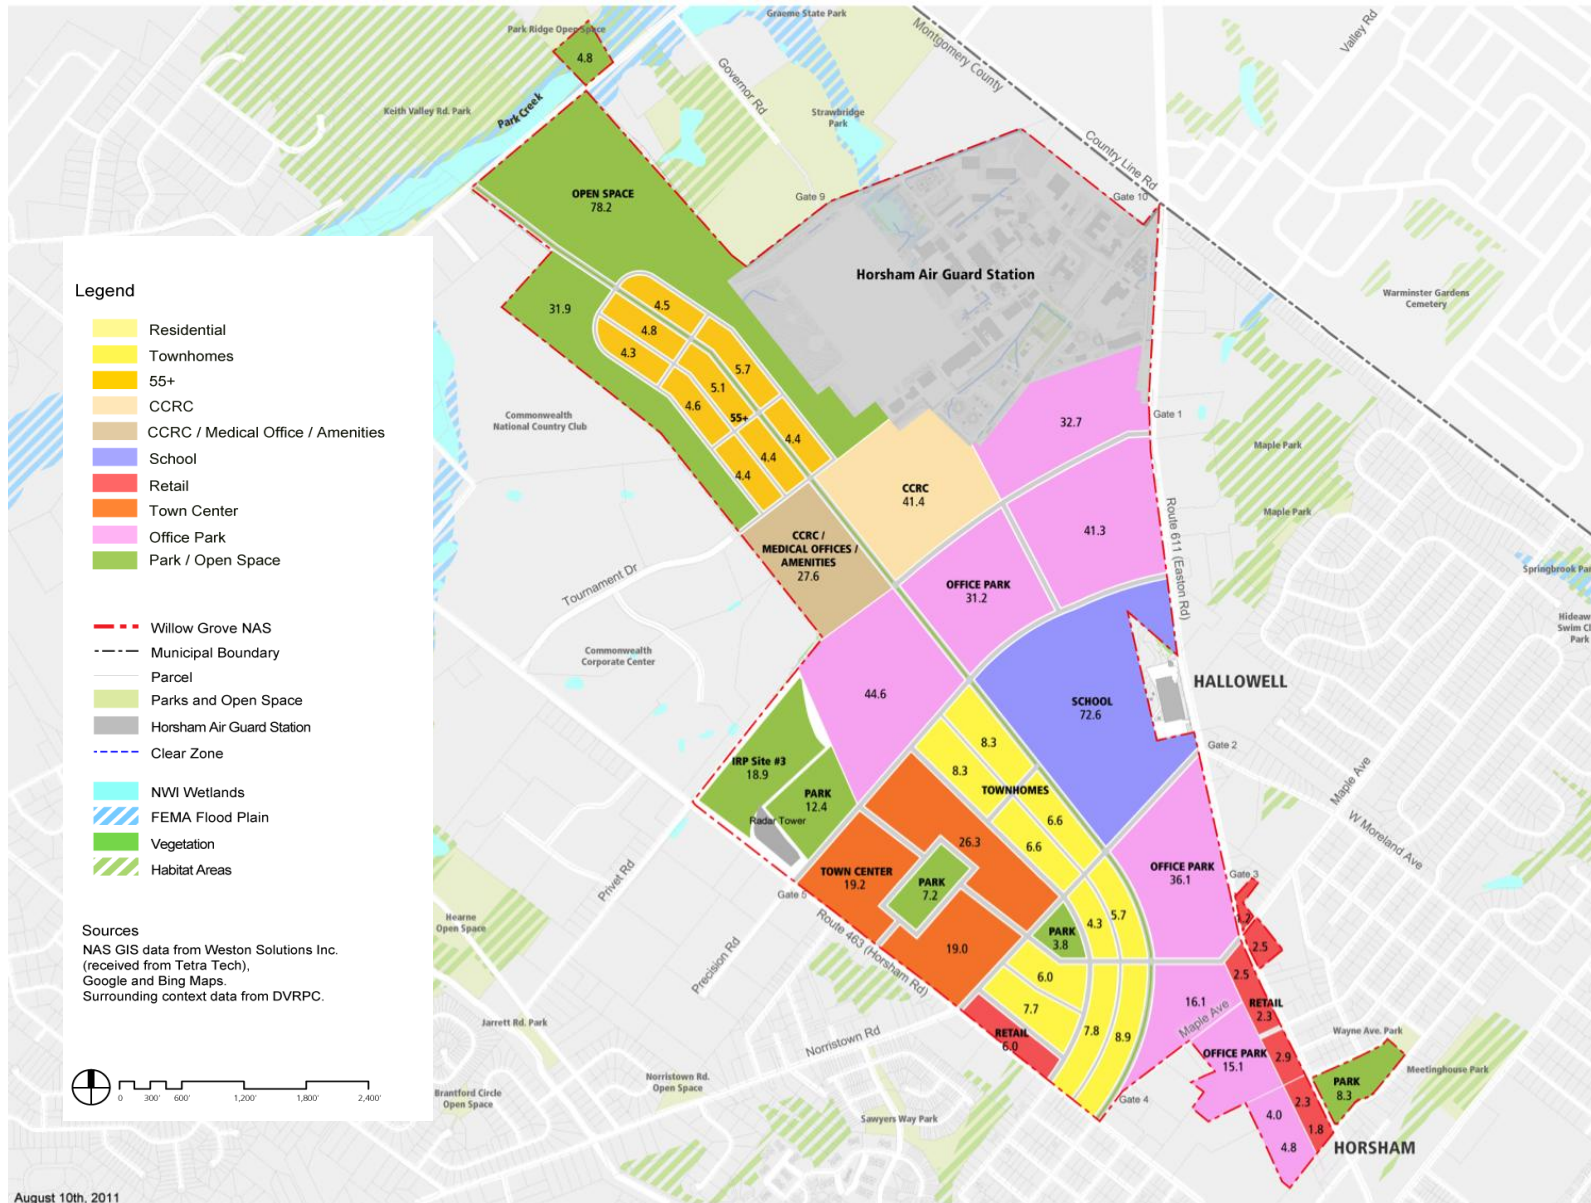 Park Ridge Open Space
4.8
Graeme State Park
Montgomery County
Valley Rd
Keith Valley Rd. Park
Park Creek
Governor Rd
Strawbridge
Park
Country Line Rd
Gate 9
Gate 10
OPEN SPACE
78.2
Horsham Air Guard Station
Warminster Gardens
Cemetery
31.9
4.5
4.8
4.3
5.7
5.1
4.6
55+
4.4
4.4
4.4
Commonwealth
National Country Club
32.7
Gate 1
Maple Park
Maple Park
CCRC
41.4
41.3
Route 611 (Easton Rd)
CCRC /
MEDICAL OFFICES /
AMENITIES
27.6
OFFICE PARK
31.2
Tournament Dr
Springbrook Par
Hideaw
Swim Cl
Park
Commonwealth
Corporate Center
44.6
SCHOOL
72.6
HALLOWELL
Gate 2
IRP Site #3
18.9
PARK
12.4
Radar Tower
8.3
8.3
TOWNHOMES
6.6
6.6
Maple Ave
W Moreland Ave
26.3
TOWN CENTER
19.2
PARK
7.2
OFFICE PARK
36.1
Gate 3
Gate 5
Privet Rd
Precision Rd
Route 463 (Horsham Rd)
19.0
PARK
3.8
4.3
5.7
2.5
2.5
RETAIL
2.3
6.0
7.7
7.8
8.9
16.1
Maple Ave
OFFICE PARK
15.1
2.9
2.3
1.8
4.0
4.8
RETAIL
6.0
Gate 4
Wayne Ave. Park
PARK
8.3
Meetinghouse Park
HORSHAM
Hearne
Open Space
Jarrett Rd. Park
Norristown Rd
Norristown Rd.
Open Space
Brantford Circle
Open Space
Sawyers Way Park
Legend
Residential
Townhomes
55+
CCRC
CCRC / Medical Office / Amenities
School
Retail
Town Center
Office Park
Park / Open Space
Willow Grove NAS
Municipal Boundary
Parcel
Parks and Open Space
Horsham Air Guard Station
Clear Zone
NWI Wetlands
FEMA Flood Plain
Vegetation
Habitat Areas
Sources
NAS GIS data from Weston Solutions Inc.
(received from Tetra Tech),
Google and Bing Maps.
Surrounding context data from DVRPC.
0 300' 600' 1,200' 1,800' 2,400'
August 10th, 2011